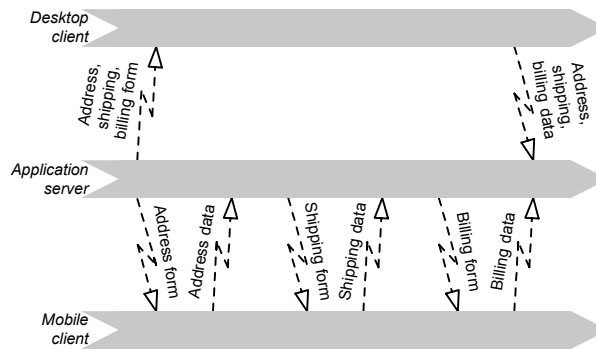 Desktop
client
Address,
shipping,
billing form
Address,
shipping,
billing data
Application
server
Address form
Address data
Shipping form
Shipping data
Billing form
Billing data
Mobile
client